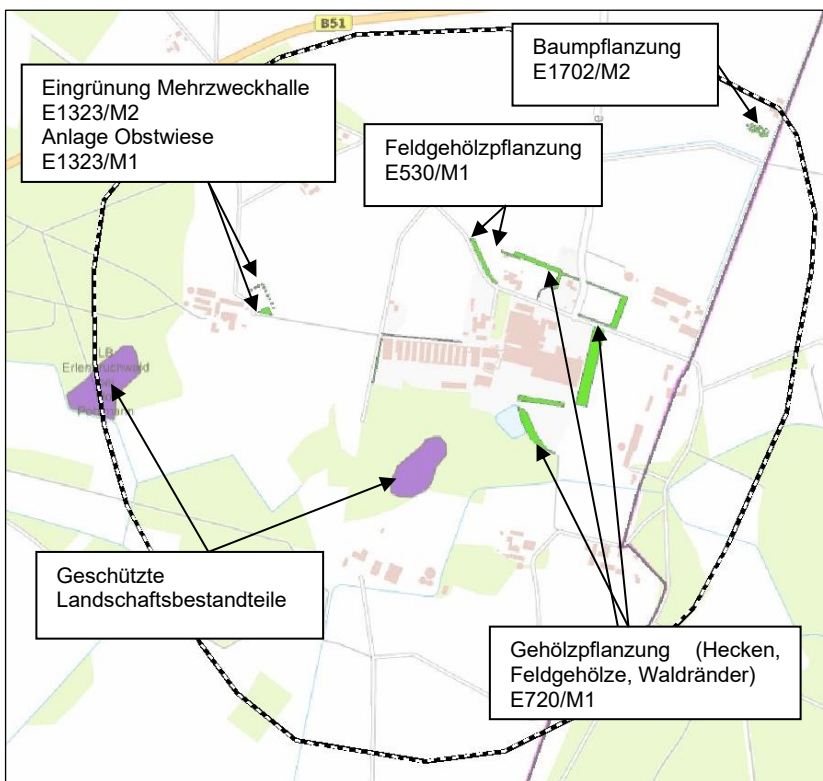 B51
Baumpflanzung
E1702/M2
Eingrünung Mehrzweckhalle
E1323/M2
Anlage Obstwiese
E1323/M1
Feldgehölzpflanzung
E530/M1
LB
Geschützte
Landschaftsbestandteile
Gehölzpflanzung (Hecken,
Feldgehölze, Waldränder)
E720/M1